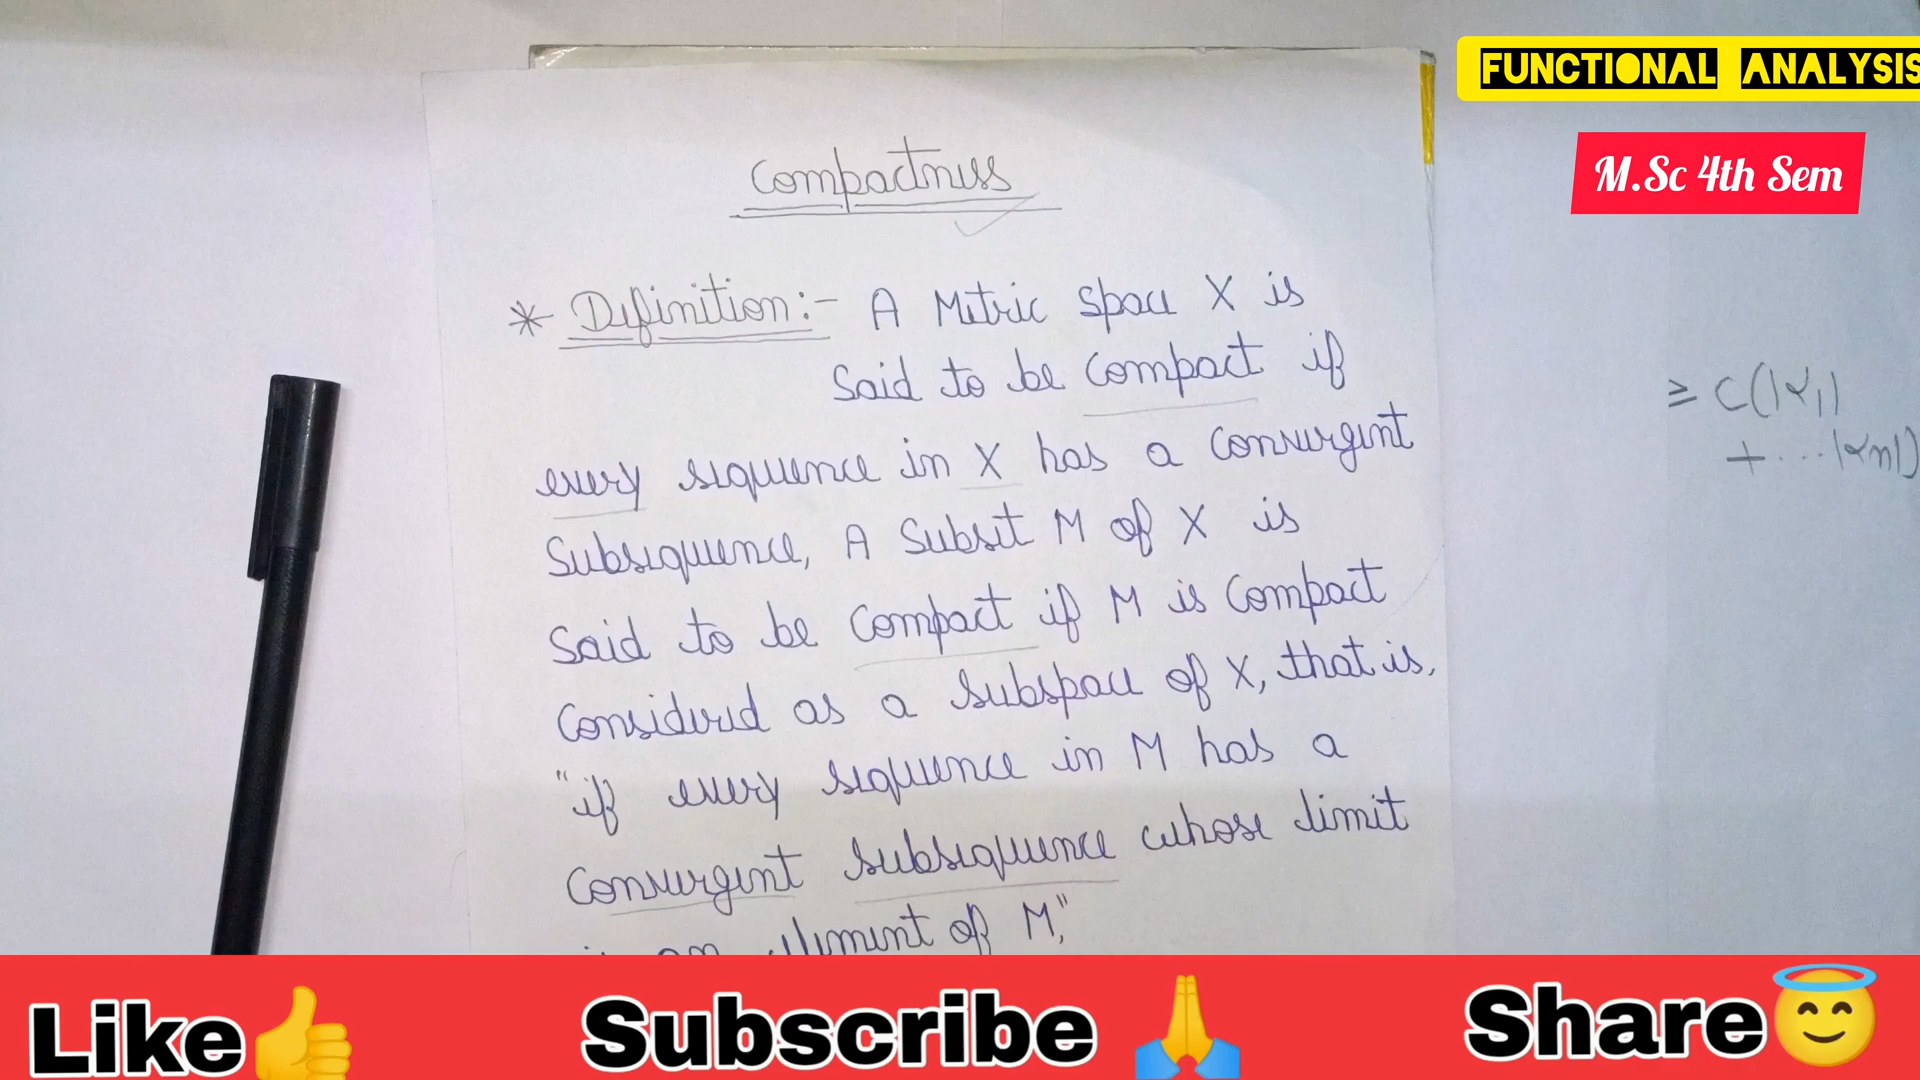 FUNCTIONAL ANALYSIS
M.Sc 4th Sem
Compactness
* Definition:- A Metric space X is
Said to be Compact if
every sequence in X has a Convergent
Subsequence, A Subset M of X is
Said to be Compact if M is Compact
Considered as a Subspace of X, that is,
"if every sequence in M has a
Convergent subsequence whose limit
is an element of M,"
≥ C(|α1|
+ ... |αn|)
Like👍 Subscribe 🙏 Share😇